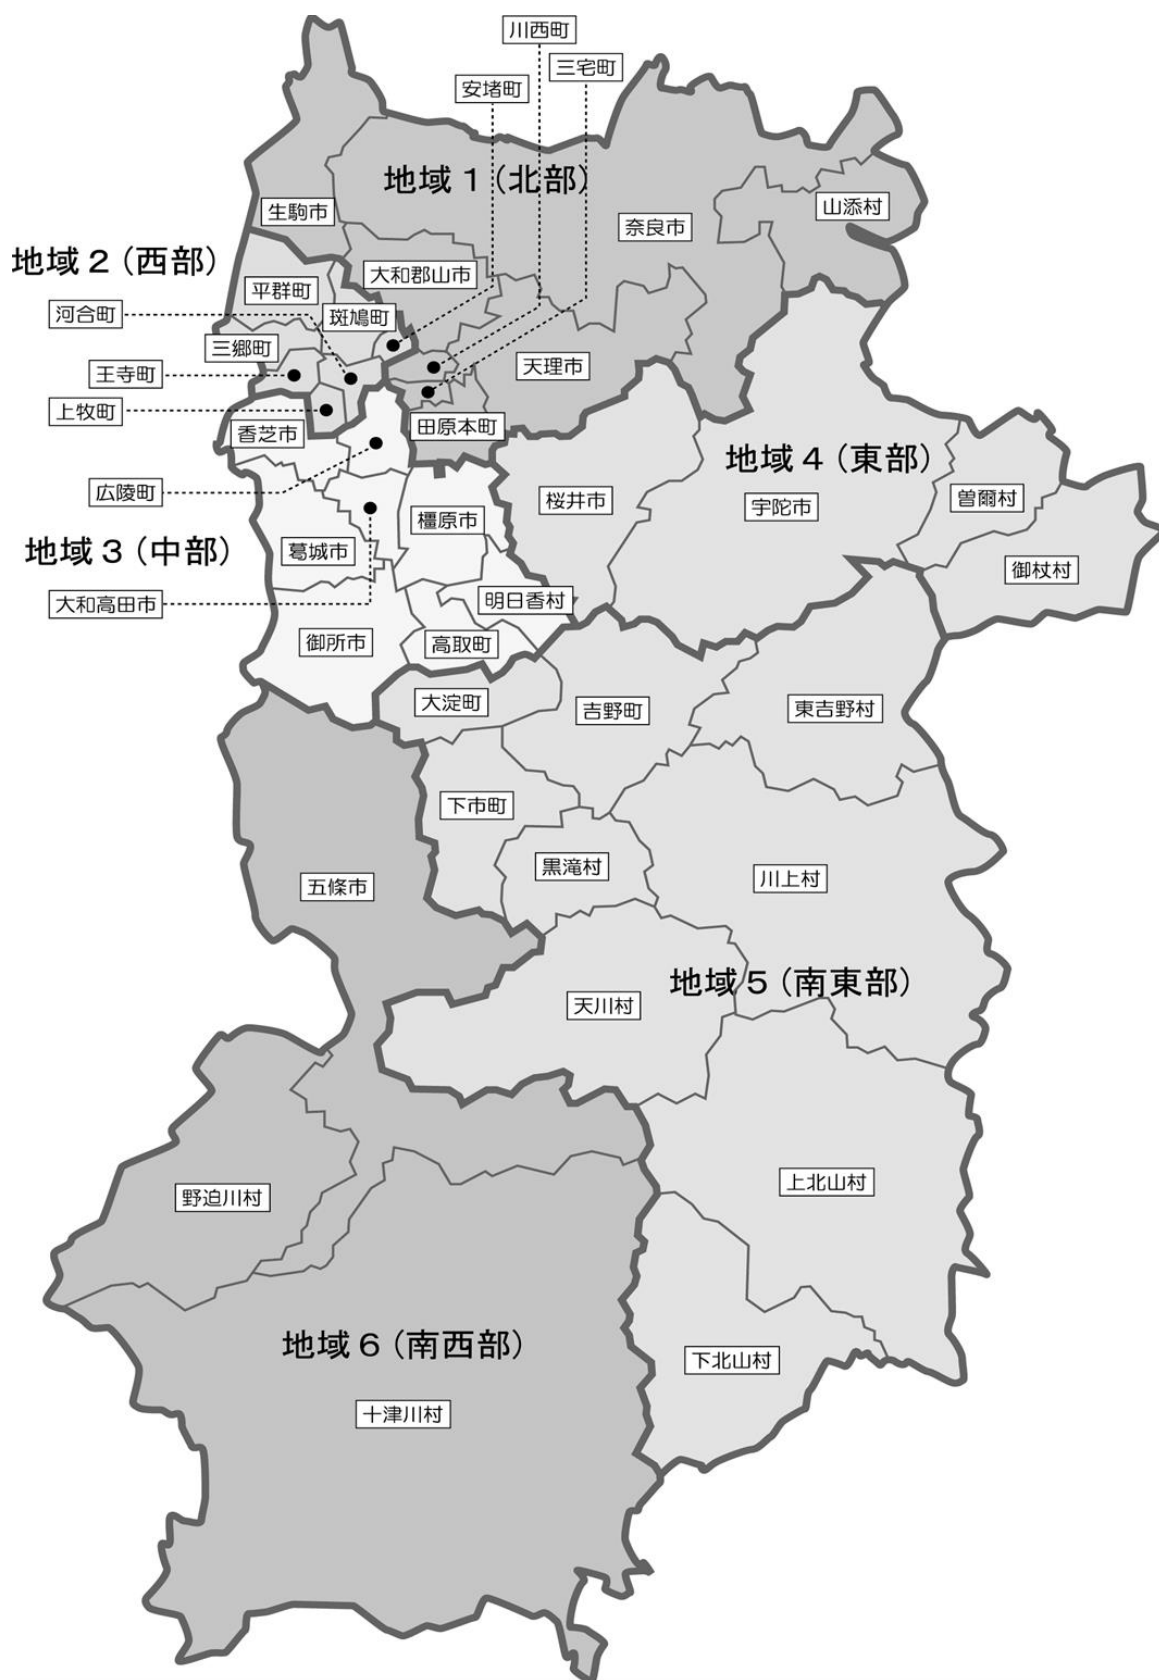 川西町
三宅町
安堵町
地域1(北部)
山添村
生駒市
奈良市
地域2(西部)
大和郡山市
平群町
河合町
斑鳩町
三郷町
天理市
王寺町
上牧町
香芝市
田原本町
地域4(東部)
広陵町
桜井市
宇陀市
曽爾村
橿原市
地域3(中部)
葛城市
御杖村
大和高田市
明日香村
御所市
高取町
大淀町
吉野町
東吉野村
下市町
黒滝村
川上村
五條市
地域5(南東部)
天川村
上北山村
野迫川村
地域6(南西部)
下北山村
十津川村